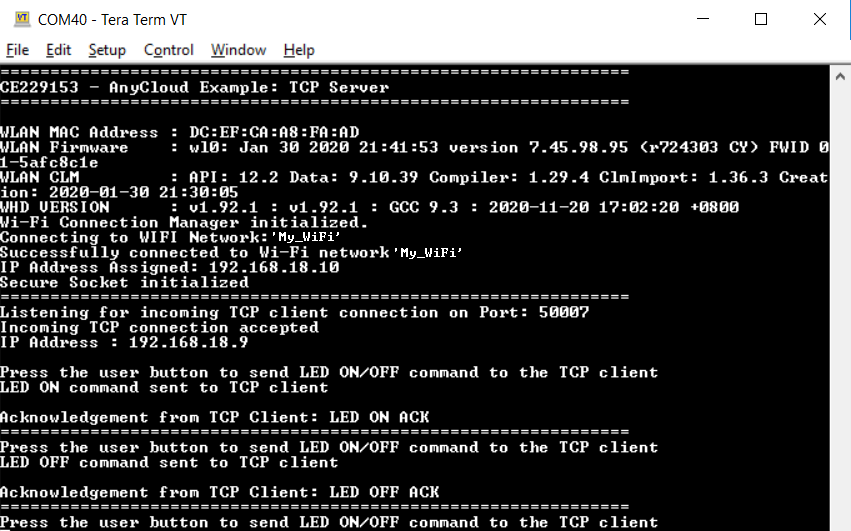 COM40 - Tera Term VT
File Edit Setup Control Window Help
===============================================================
CE229153 - AnyCloud Example: TCP Server
===============================================================
WLAN MAC Address : DC:EF:CA:A8:FA:AD
WLAN Firmware    : wl0: Jan 30 2020 21:41:53 version 7.45.98.95 (r724303 CY) FWID 0
1-5afc8c1e
WLAN CLM         : API: 12.2 Data: 9.10.39 Compiler: 1.29.4 ClmImport: 1.36.3 Creat
ion: 2020-01-30 21:30:05
WHD VERSION      : v1.92.1 : v1.92.1 : GCC 9.3 : 2020-11-20 17:02:20 +0800
Wi-Fi Connection Manager initialized.
Connecting to WIFI Network:'My_WiFi'
Successfully connected to Wi-Fi network'My_WiFi'
IP Address Assigned: 192.168.18.10
Secure Socket initialized
===============================================================
Listening for incoming TCP client connection on Port: 50007
Incoming TCP connection accepted
IP Address : 192.168.18.9
Press the user button to send LED ON/OFF command to the TCP client
LED ON command sent to TCP client
Acknowledgement from TCP Client: LED ON ACK
===============================================================
Press the user button to send LED ON/OFF command to the TCP client
LED OFF command sent to TCP client
Acknowledgement from TCP Client: LED OFF ACK
===============================================================
Press the user button to send LED ON/OFF command to the TCP client